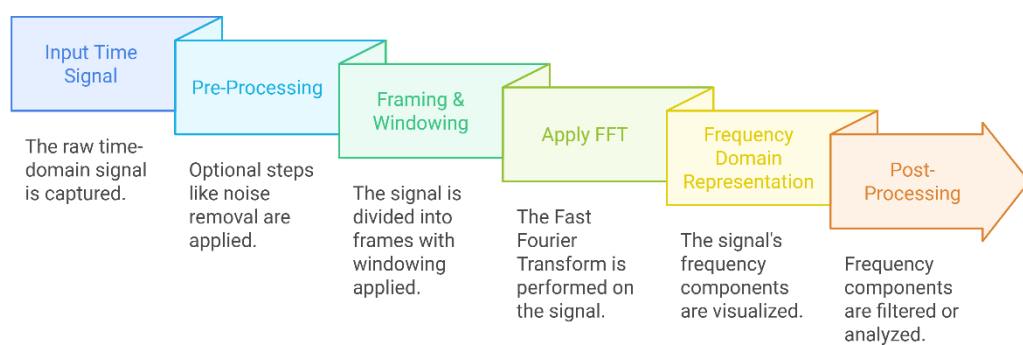 Input Time
Signal
The raw time-
domain signal
is captured.
Pre-Processing
Optional steps
like noise
removal are
applied.
Framing &
Windowing
The signal is
divided into
frames with
windowing
applied.
Apply FFT
The Fast
Fourier
Transform is
performed on
the signal.
Frequency
Domain
Representation
The signal's
frequency
components
are visualized.
Post-
Processing
Frequency
components
are filtered or
analyzed.